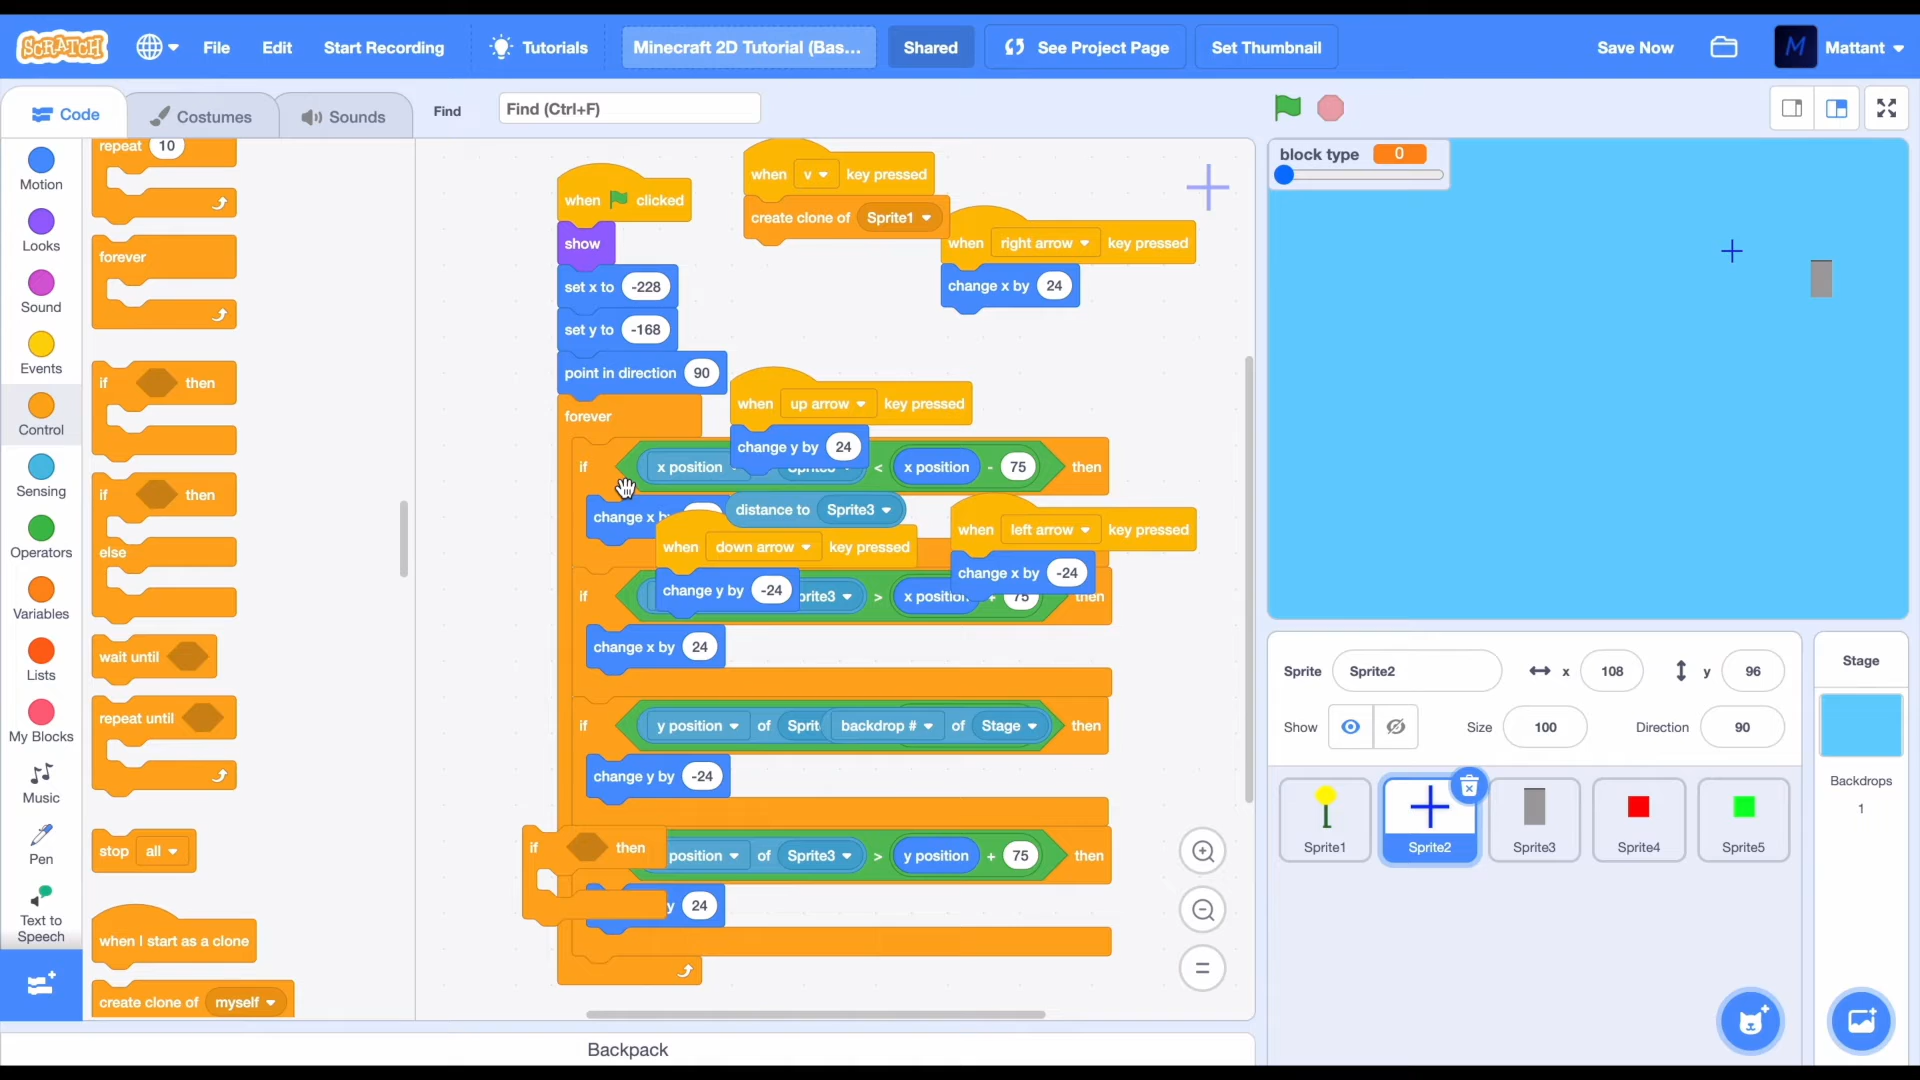 SCRATCH File Edit Start Recording Tutorials Minecraft 2D Tutorial (Bas... Shared See Project Page Set Thumbnail Save Now Mattant
Code Costumes Sounds Find Find (Ctrl+F)
Motion
Looks
Sound
Events
Control
Sensing
Operators
Variables
Lists
My Blocks
Music
Pen
Text to
Speech
repeat 10
forever
if then
if then
else
wait until
repeat until
stop all
when I start as a clone
create clone of myself
when clicked
show
set x to -228
set y to -168
point in direction 90
forever
if x position < x position - 75 then
change x by
if Sprite3 > x position + 75 then
change x by 24
if y position of backdrop # of Stage then
change y by -24
if then
position of Sprite3 > y position + 75 then
y 24
when v key pressed
create clone of Sprite1
when right arrow key pressed
change x by 24
when up arrow key pressed
change y by 24
distance to Sprite3
when down arrow key pressed
change y by -24
when left arrow key pressed
change x by -24
Backpack
block type 0
Sprite Sprite2 x 108 y 96
Show Size 100 Direction 90
Sprite1 Sprite2 Sprite3 Sprite4 Sprite5
Stage
Backdrops
1